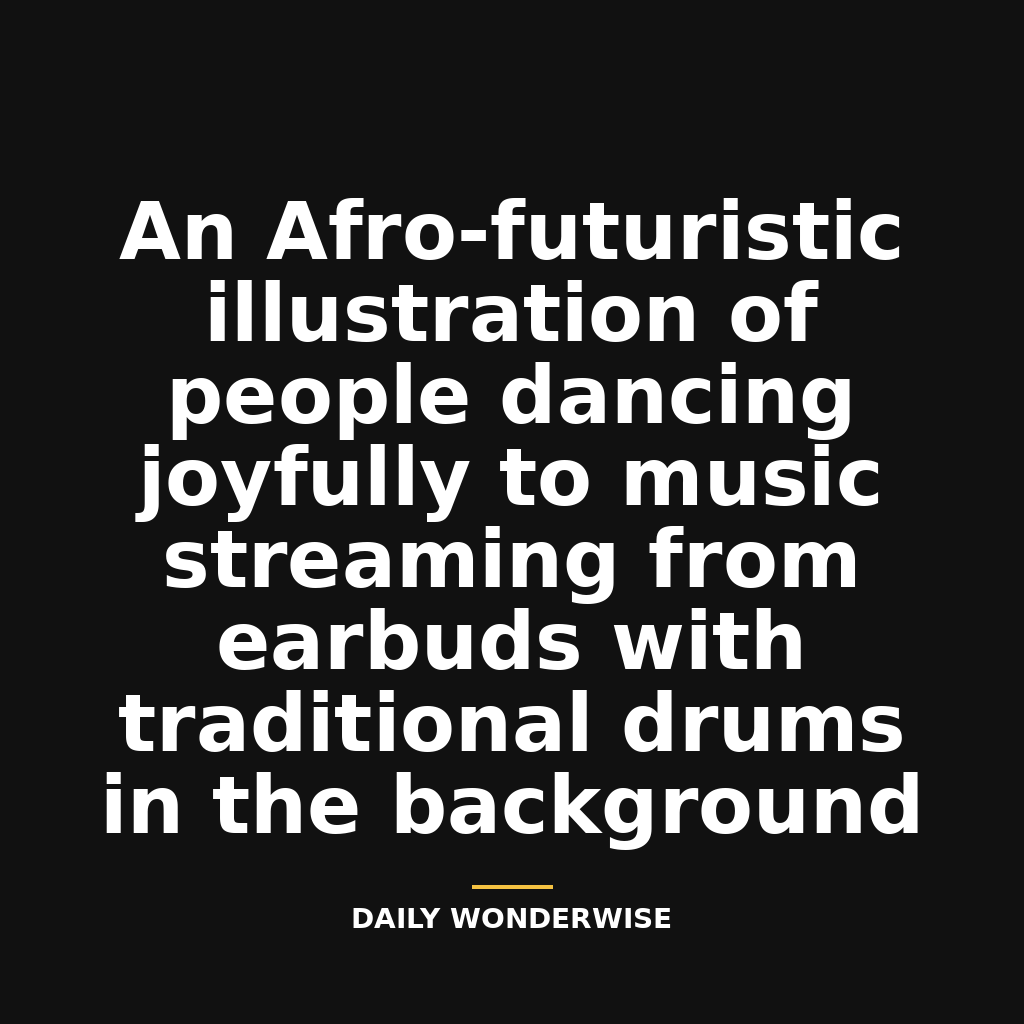 An Afro-futuristic
illustration of
people dancing
joyfully to music
streaming from
earbuds with
traditional drums
in the background
DAILY WONDERWISE